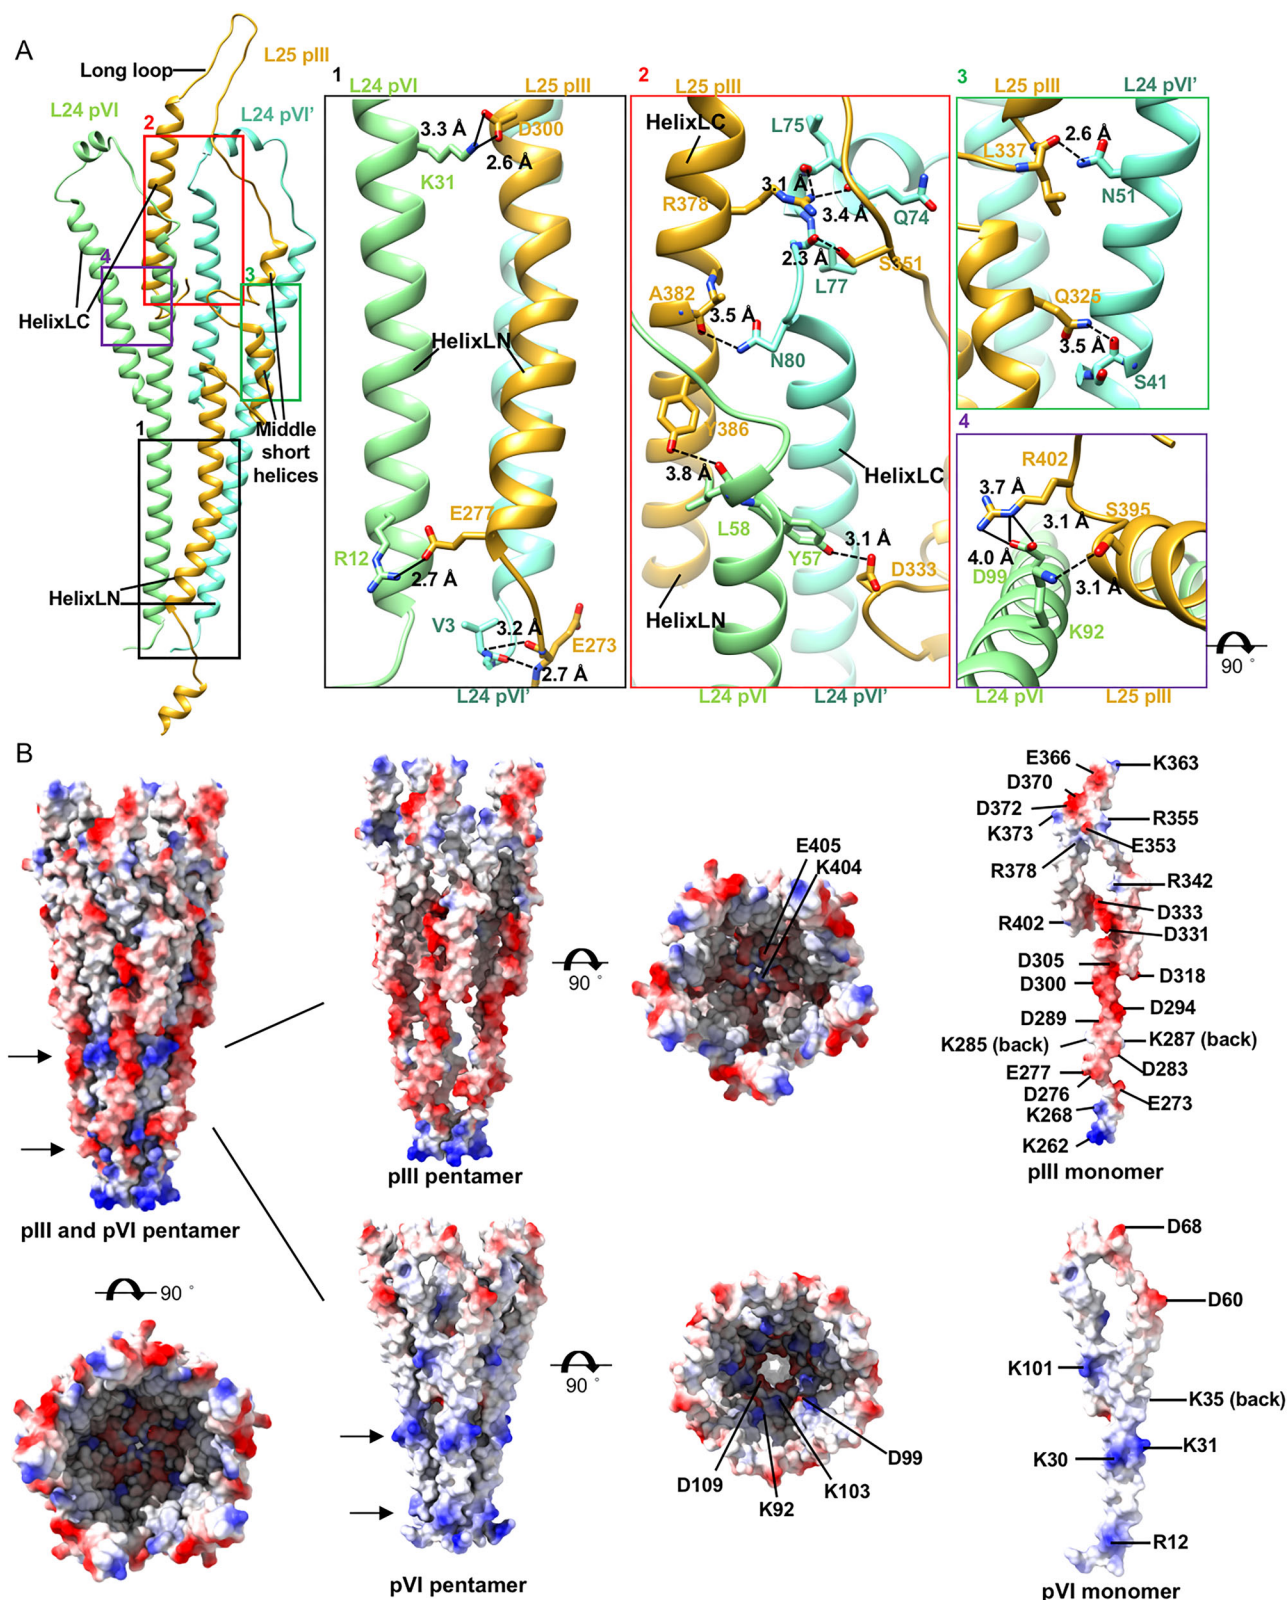 A
Long loop
L25 pIII
L24 pVI
L24 pVI'
2
4
3
HelixLC
1
Middle
short
helices
HelixLN
1
L24 pVI
L25 pIII
3.3 Å
D300
2.6 Å
K31
HelixLN
E277
R12
2.7 Å
V3
3.2 Å
E273
2.7 Å
L24 pVI'
2
L25 pIII
HelixLC
L75
3.1 Å
R378
3.4 Å
Q74
2.3 Å
S351
L77
A382
3.5 Å
N80
Y386
3.8 Å
HelixLC
L58
Y57
3.1 Å
D333
HelixLN
L24 pVI
L24 pVI'
3
L25 pIII
L24 pVI'
L337
2.6 Å
N51
Q325
3.5 Å
S41
4
R402
3.7 Å
S395
3.1 Å
4.0 Å
D99
3.1 Å
K92
L24 pVI
L25 pIII
90 °
B
pIII and pVI pentamer
90 °
pIII pentamer
90 °
E405
K404
E366
K363
D370
D372
R355
K373
E353
R378
R342
R402
D333
D331
D305
D318
D300
D294
D289
K285 (back)
K287 (back)
E277
D283
D276
E273
K268
K262
pIII monomer
pVI pentamer
90 °
D99
D109
K103
K92
D68
D60
K101
K35 (back)
K31
K30
R12
pVI monomer